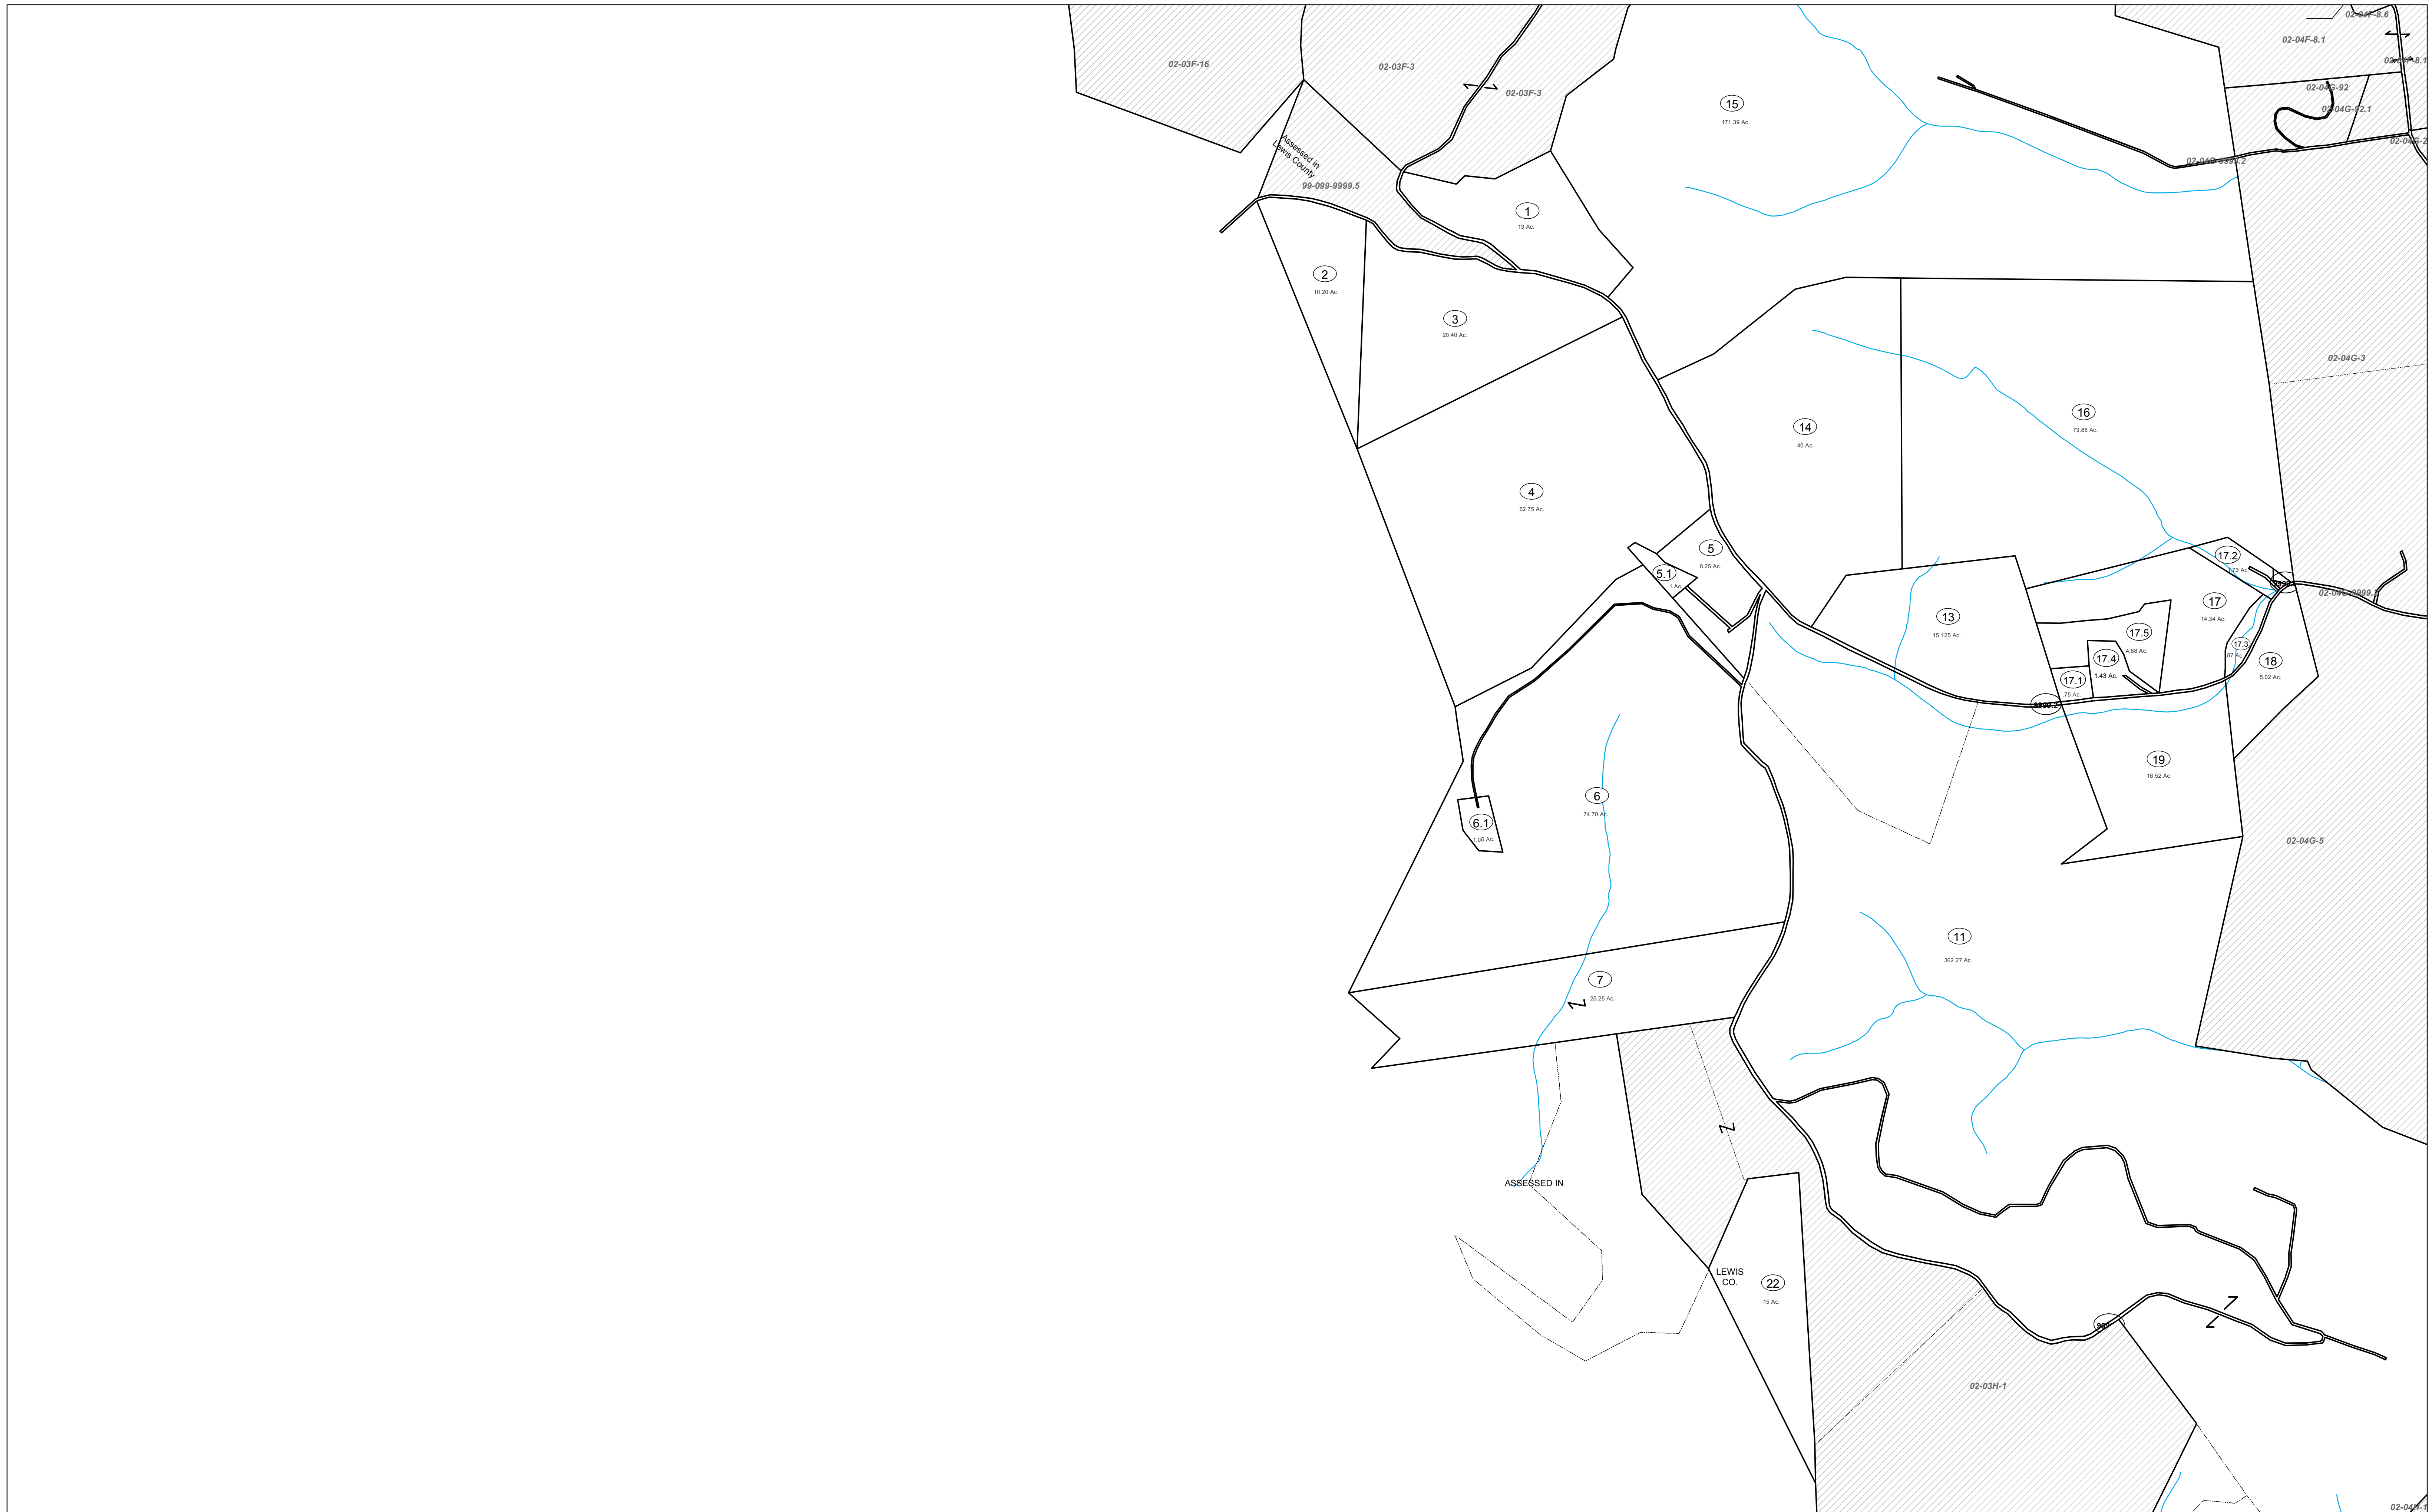 02-04F-8.6
02-04F-8.1
02-03F-16
02-03F-3
02-03F-3
02-04G-92
02-04G-92.1
15
171.39 Ac.
Assessed in
Lewis County
99-099-9999.5
1
13 Ac.
2
10.20 Ac.
3
20.40 Ac.
02-04G-3
16
73.85 Ac.
14
40 Ac.
4
62.75 Ac.
5
8.25 Ac.
5.1
1 Ac.
17.2
17
14.34 Ac.
13
15.125 Ac.
17.5
4.88 Ac.
17.3
17.4
1.43 Ac.
18
5.02 Ac.
17.1
.75 Ac.
9999.2
19
16.52 Ac.
6
74.70 Ac.
6.1
1.05 Ac.
02-04G-5
11
362.27 Ac.
7
25.25 Ac.
ASSESSED IN
LEWIS
CO.
22
15 Ac.
02-03H-1